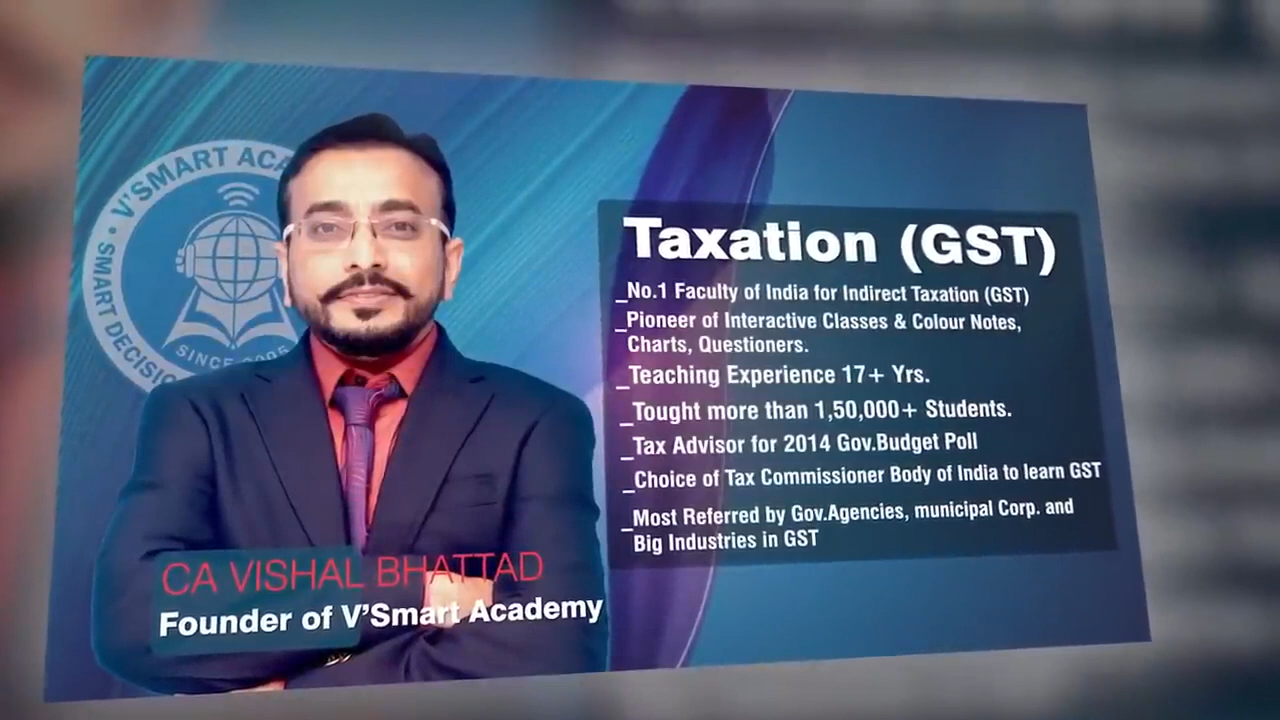 V'SMART ACA
SMART DECISIO
SINCE 2005
Taxation (GST)
_No.1 Faculty of India for Indirect Taxation (GST)
_Pioneer of Interactive Classes & Colour Notes,
Charts, Questioners.
_Teaching Experience 17+ Yrs.
_Tought more than 1,50,000+ Students.
_Tax Advisor for 2014 Gov.Budget Poll
_Choice of Tax Commissioner Body of India to learn GST
_Most Referred by Gov.Agencies, municipal Corp. and
Big Industries in GST
CA VISHAL BHATTAD
Founder of V'Smart Academy